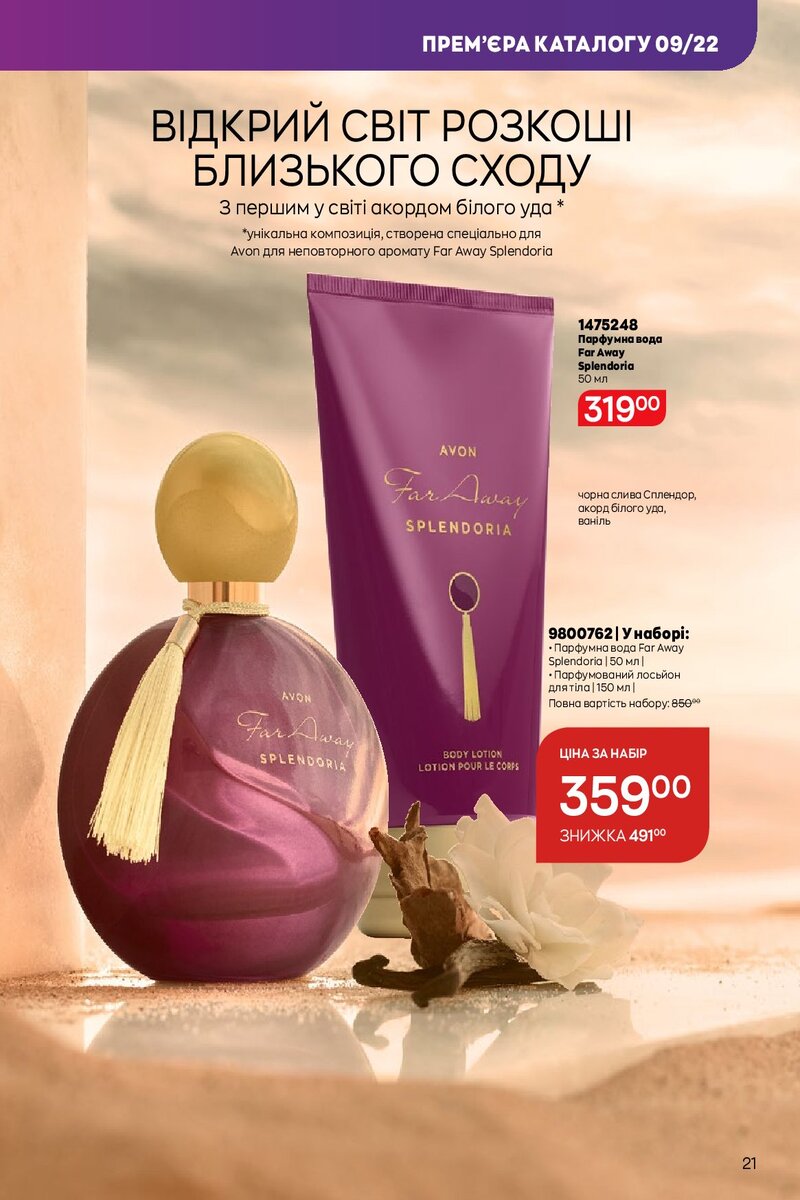 ПРЕМ’ЄРА КАТАЛОГУ 09/22
ВІДКРИЙ СВІТ РОЗКОШІ
БЛИЗЬКОГО СХОДУ
З першим у світі акордом білого уда *
*унікальна композиція, створена спеціально для
Avon для неповторного аромату Far Away Splendoria
1475248
Парфумна вода
Far Away
Splendoria
50 мл
319⁰⁰
чорна слива Сплендор,
акорд білого уда,
ваніль
AVON
Far Away
SPLENDORIA
BODY LOTION
LOTION POUR LE CORPS
AVON
Far Away
SPLENDORIA
9800762 | У наборі:
• Парфумна вода Far Away
Splendoria | 50 мл |
• Парфумований лосьйон
для тіла | 150 мл |
Повна вартість набору: 850⁰⁰
ЦІНА ЗА НАБІР
359⁰⁰
ЗНИЖКА 491⁰⁰
21